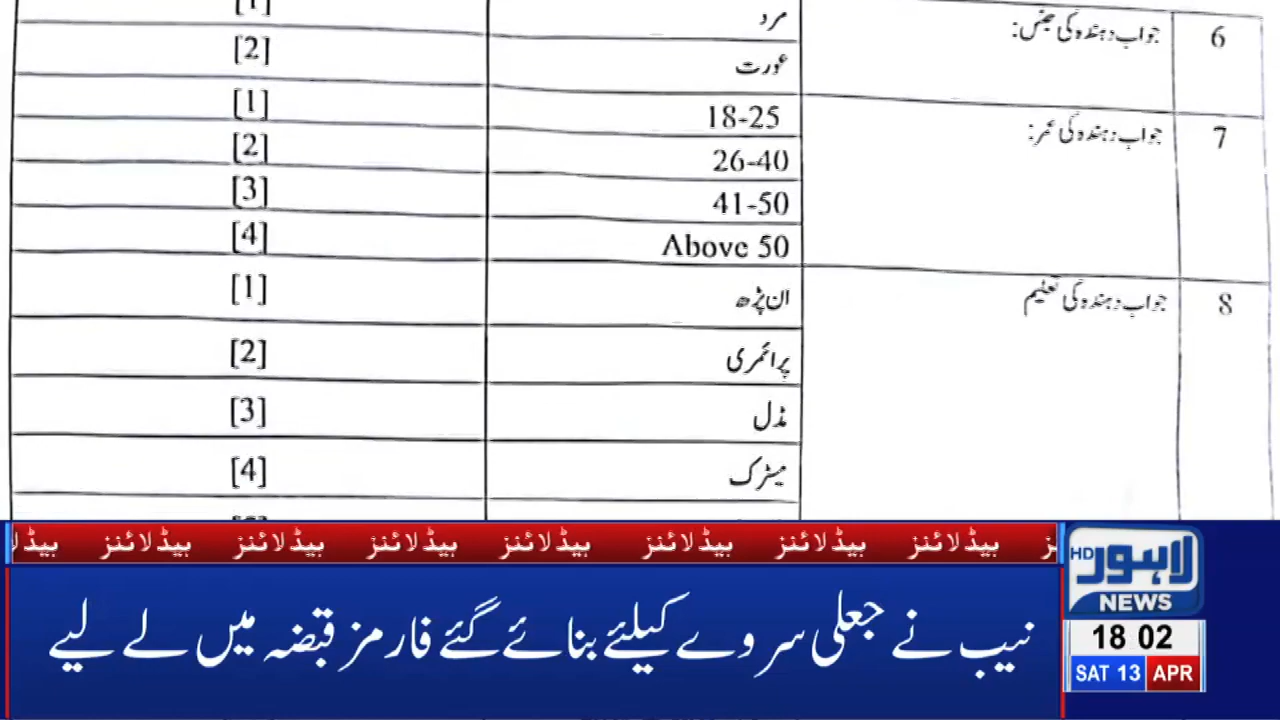 6 جواب دہندہ کی جنس: مرد [1]
عورت [2]
7 جواب دہندہ کی عمر: 18-25 [1]
26-40 [2]
41-50 [3]
Above 50 [4]
8 جواب دہندہ کی تعلیم ان پڑھ [1]
پرائمری [2]
مڈل [3]
میٹرک [4]
ہیڈلائنز ہیڈلائنز ہیڈلائنز ہیڈلائنز ہیڈلائنز ہیڈلائنز ہیڈلائنز
نیب نے جعلی سروے کیلئے بنائے گئے فارمز قبضہ میں لے لیے
لاہور HD
NEWS
18 02
SAT 13 APR